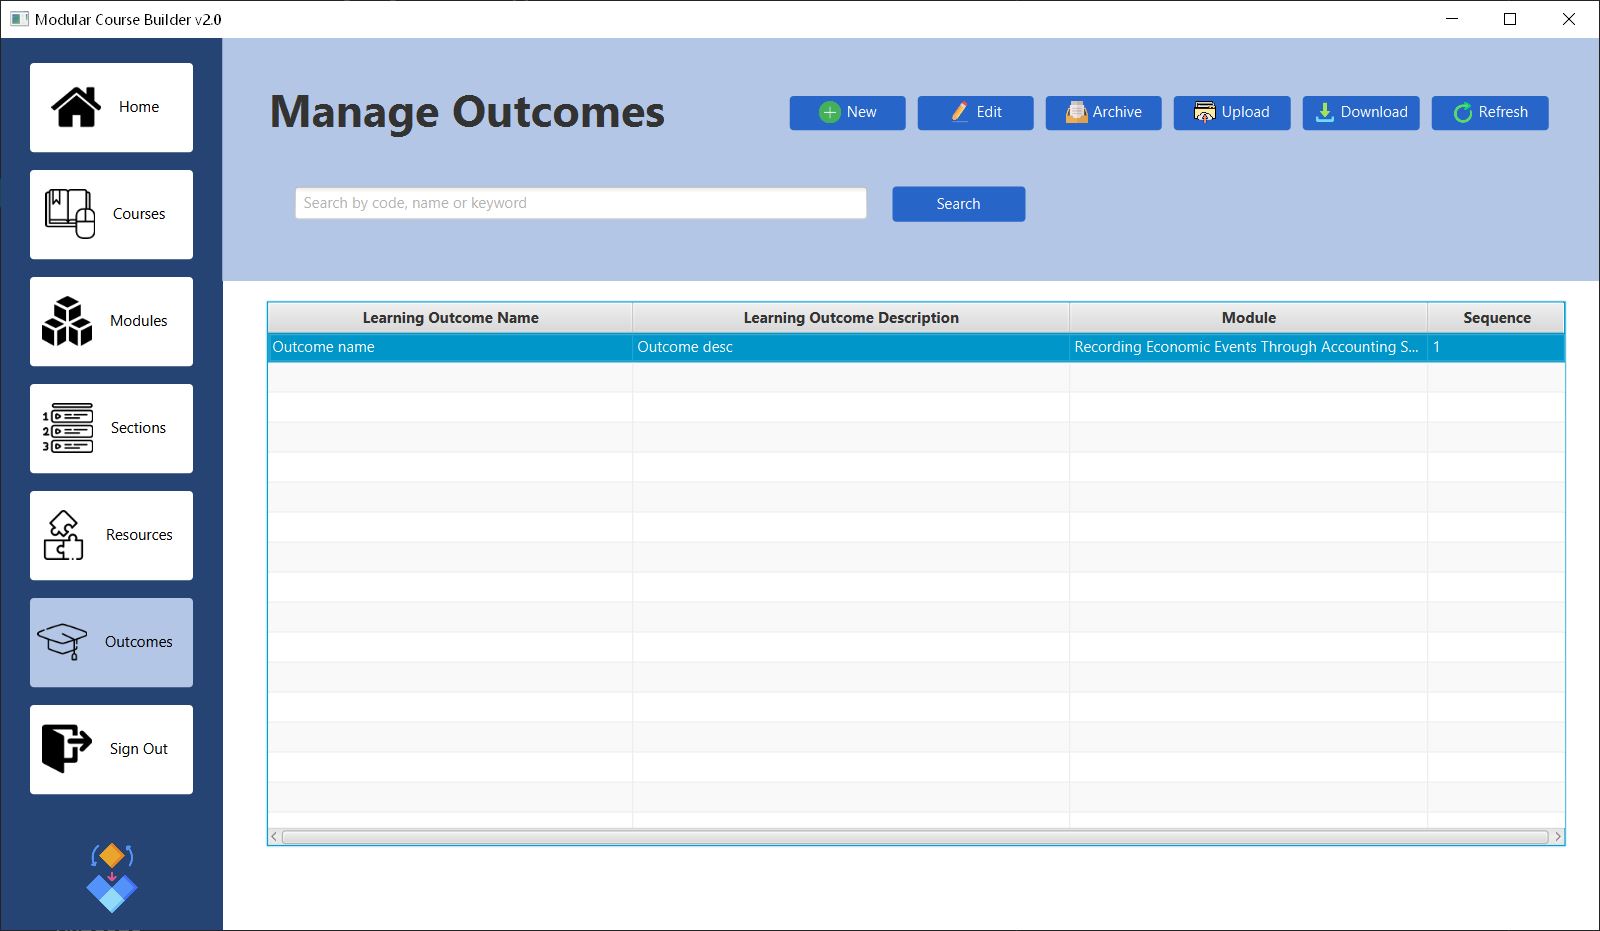 Modular Course Builder v2.0
Home
Courses
Modules
Sections
Resources
Outcomes
Sign Out
Manage Outcomes
New
Edit
Archive
Upload
Download
Refresh
Search by code, name or keyword
Search
Learning Outcome Name Learning Outcome Description Module Sequence
Outcome name Outcome desc Recording Economic Events Through Accounting S... 1